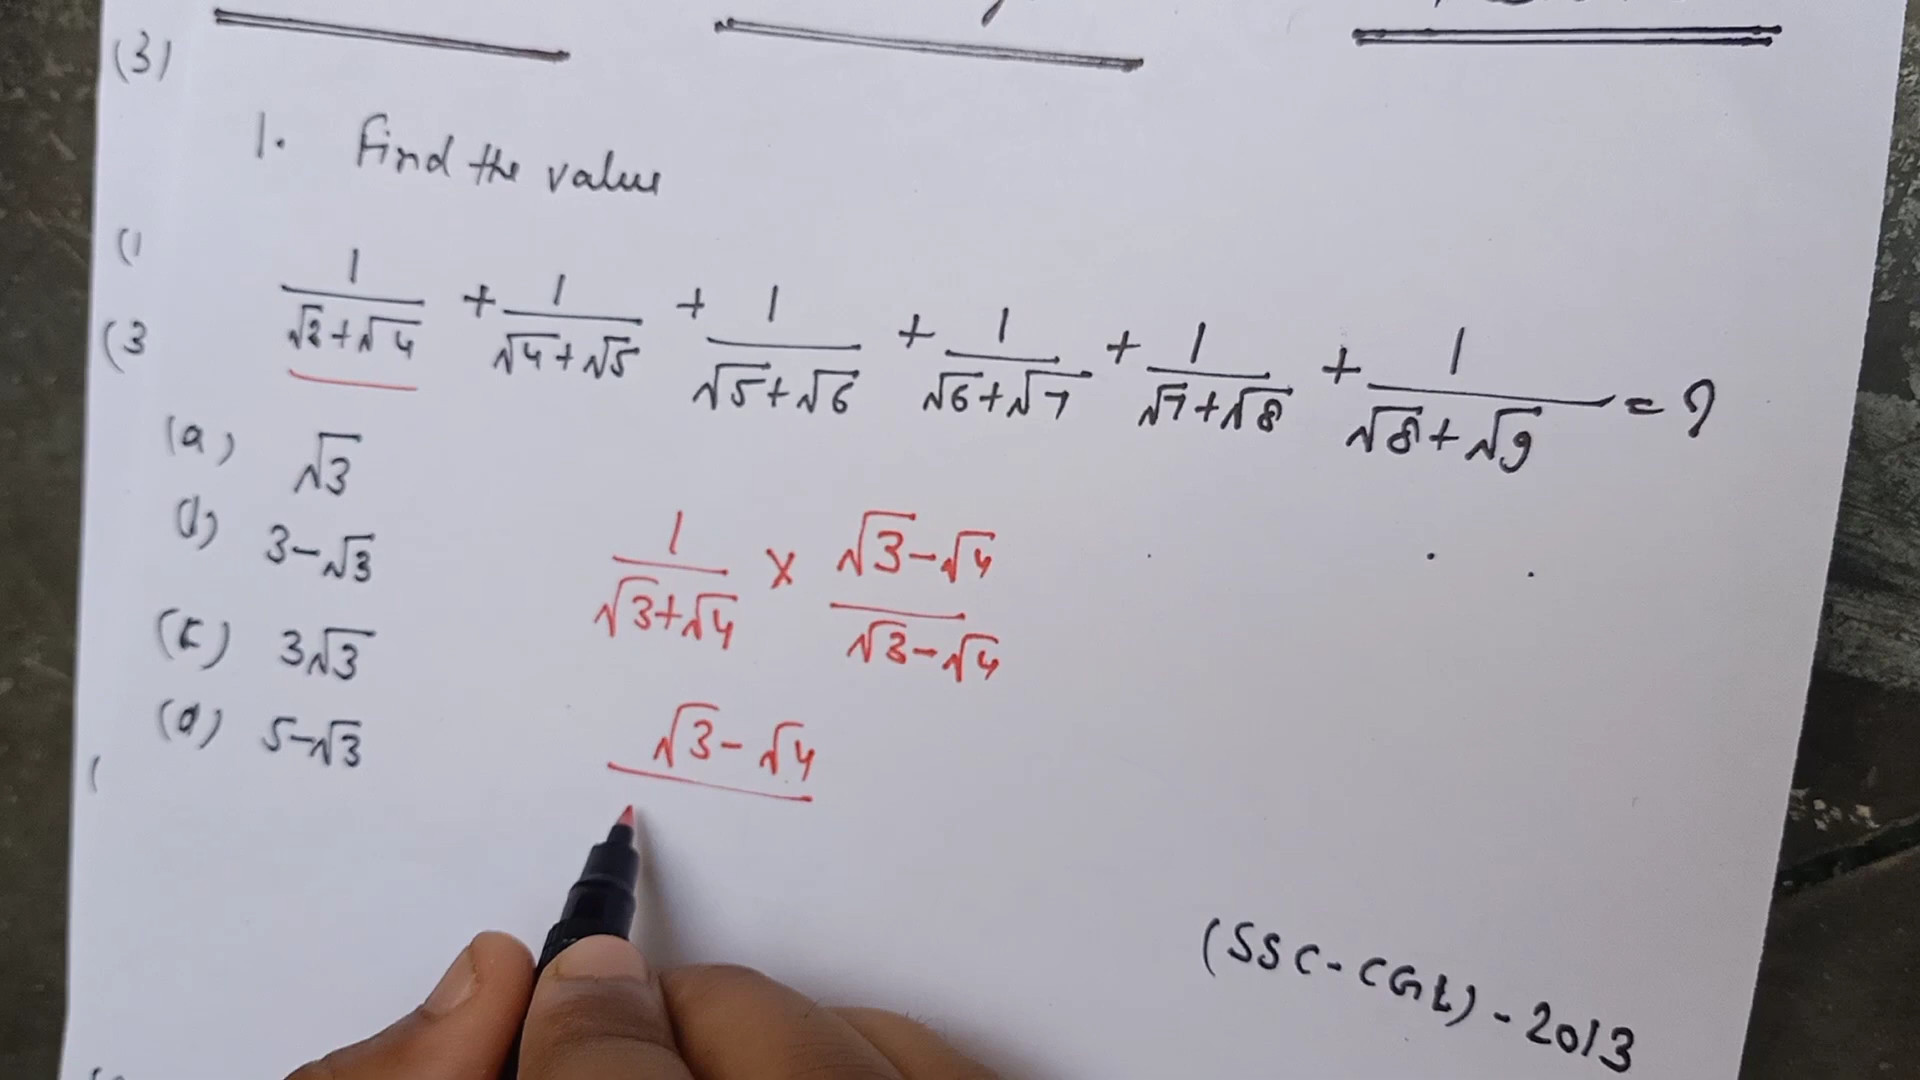 (3)
1. Find the value
(1
(3
1/(√3+√4) + 1/(√4+√5) + 1/(√5+√6) + 1/(√6+√7) + 1/(√7+√8) + 1/(√8+√9) = ?
(a) √3
(b) 3-√3
(c) 3√3
(d) 5-√3
1/(√3+√4) × (√3-√4)/(√3-√4)
√3-√4
(
(SSC-CGL)-2013